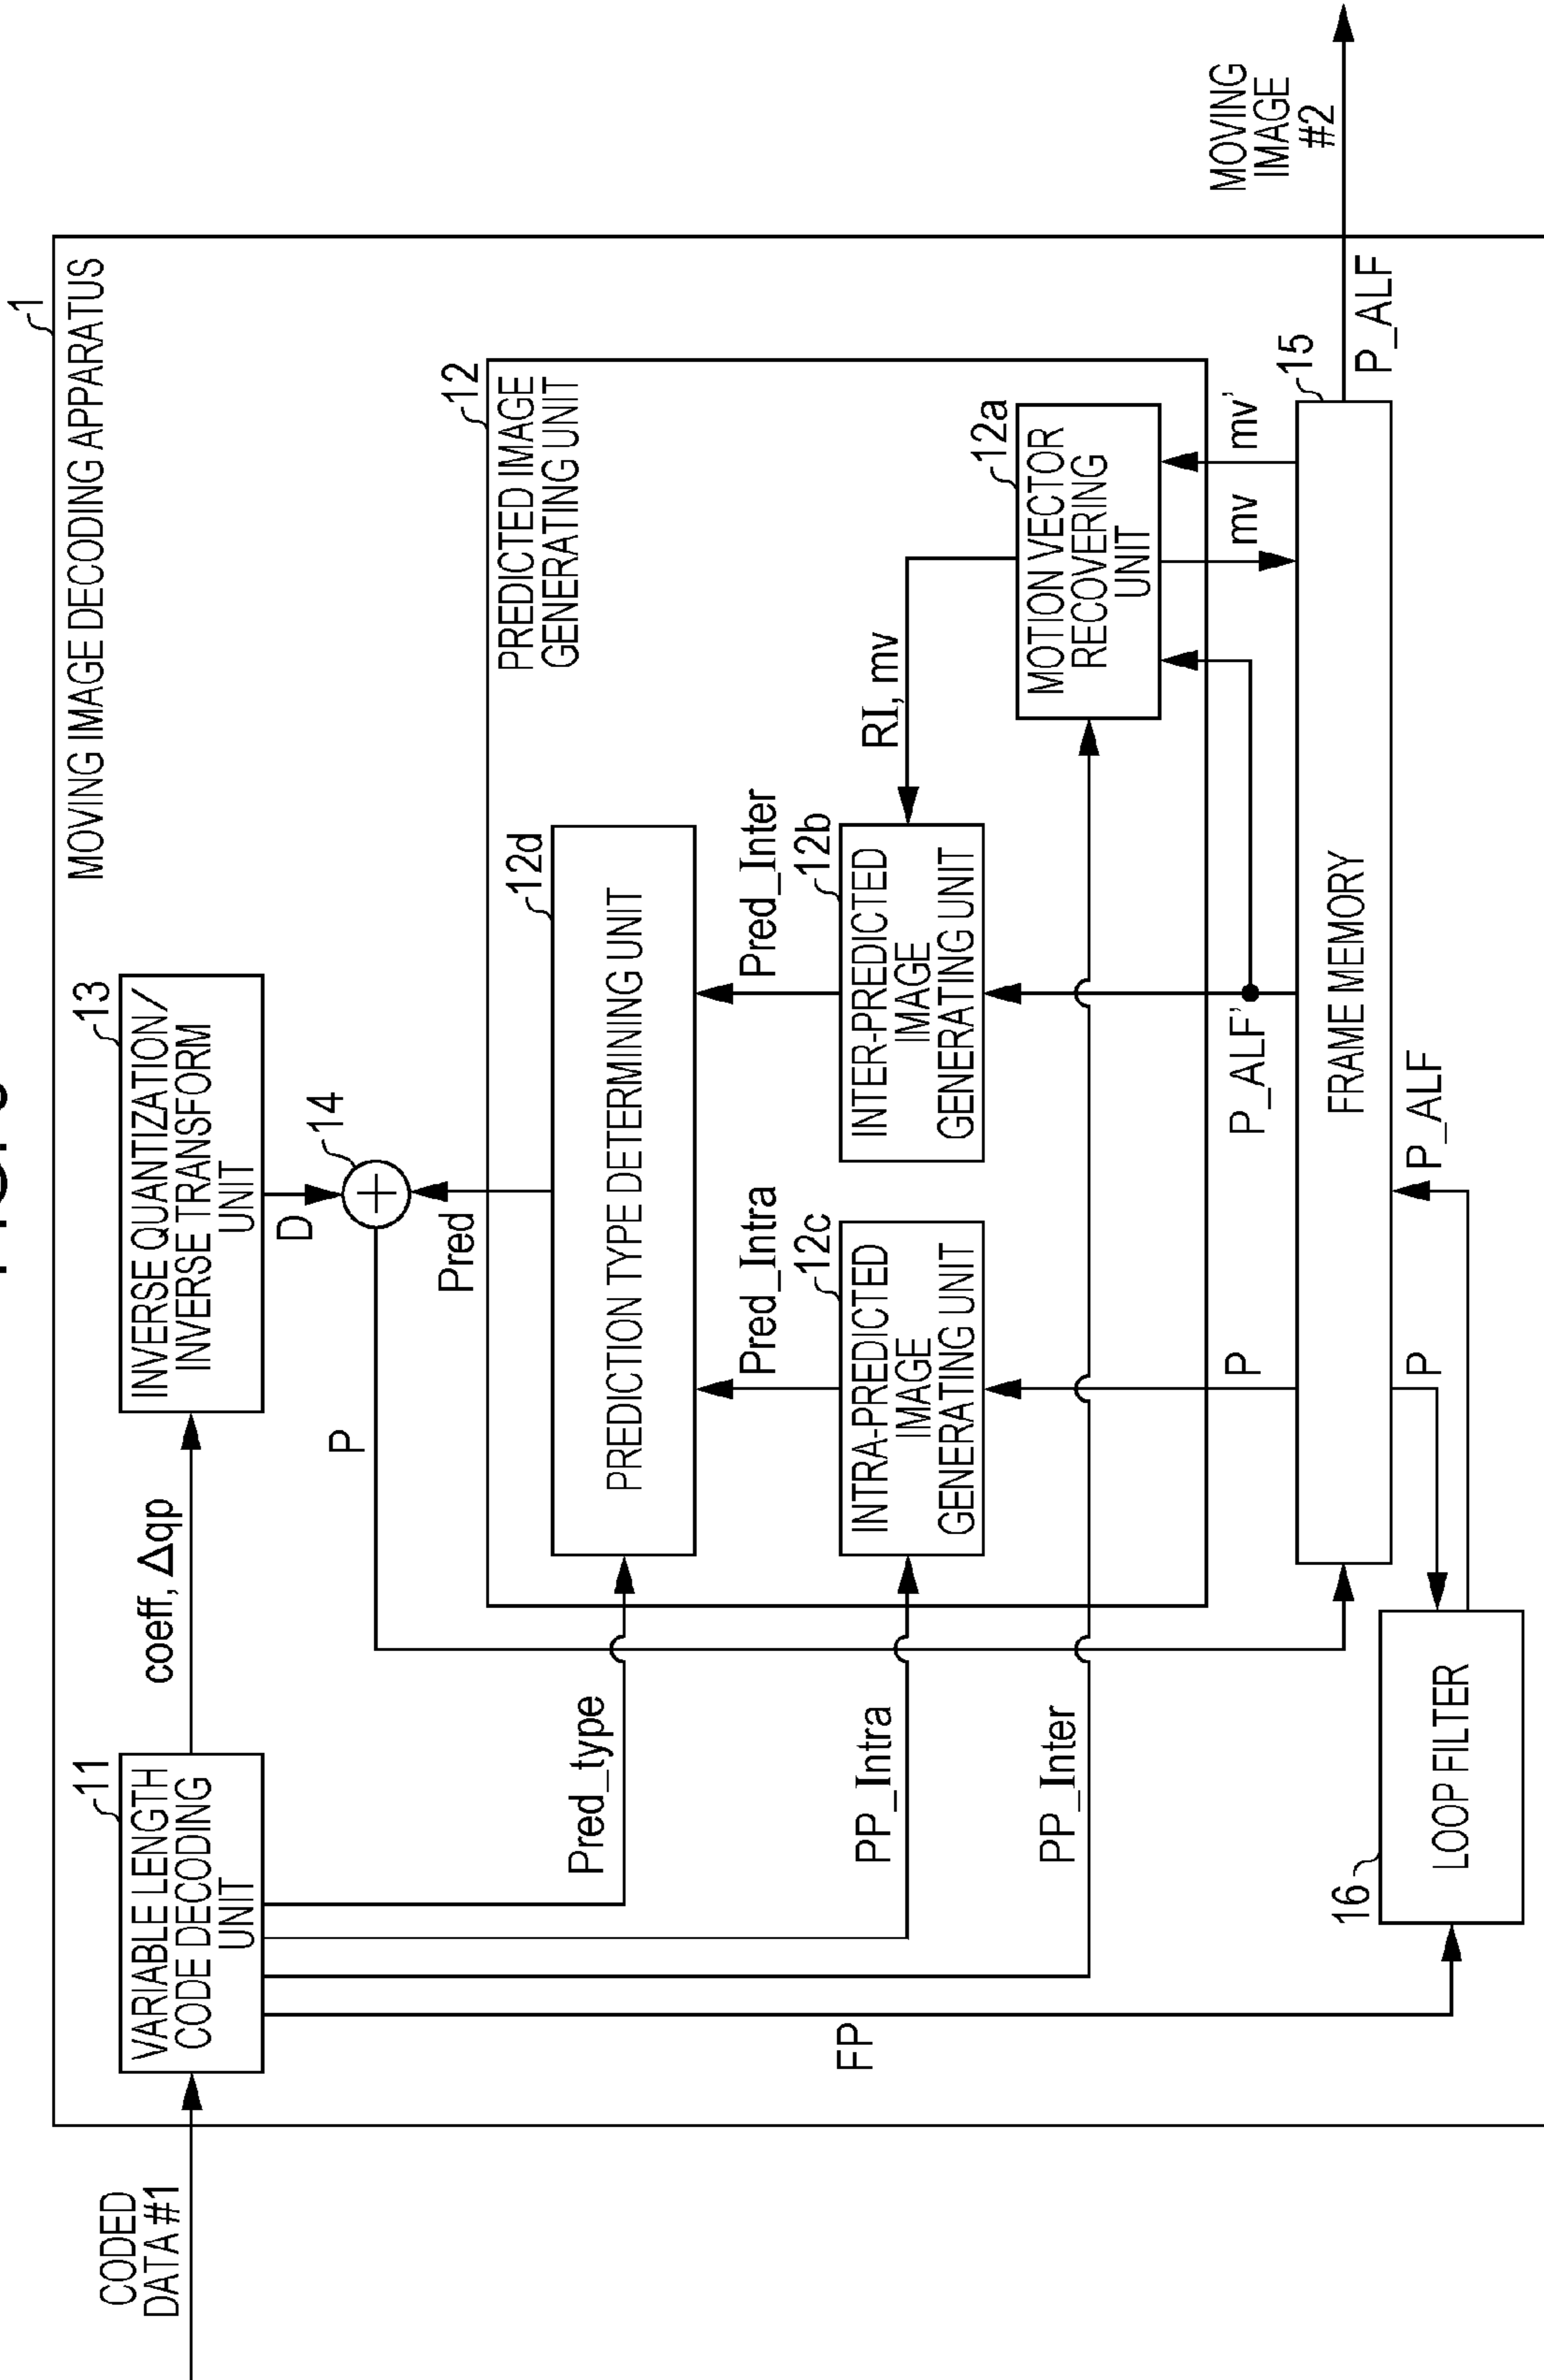 1
MOVING IMAGE DECODING APPARATUS
CODED
DATA #1
11
VARIABLE LENGTH
CODE DECODING
UNIT
coeff, Δqp
13
INVERSE QUANTIZATION/
INVERSE TRANSFORM
UNIT
D
14
P
Pred
12
PREDICTED IMAGE
GENERATING UNIT
Pred_type
12d
PREDICTION TYPE DETERMINING UNIT
Pred_Intra
Pred_Inter
PP_Intra
12c
INTRA-PREDICTED
IMAGE
GENERATING UNIT
12b
INTER-PREDICTED
IMAGE
GENERATING UNIT
RI, mv
12a
MOTION VECTOR
RECOVERING
UNIT
PP_Inter
FP
P
P_ALF'
mv
mv'
15
FRAME MEMORY
P_ALF
MOVING
IMAGE
#2
P
P_ALF
16
LOOP FILTER